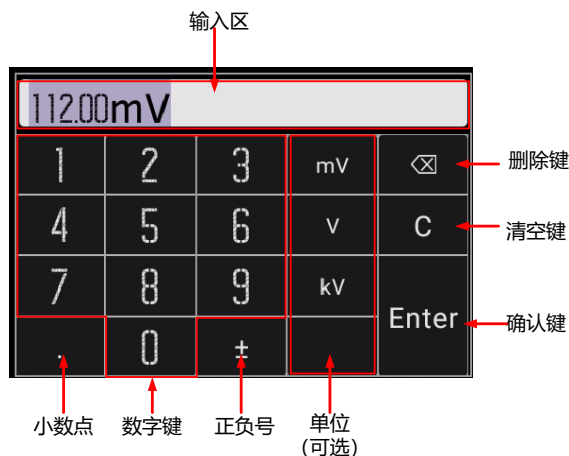 输入区
112.00mV
1 2 3 mV ⌫ 删除键
4 5 6 V C 清空键
7 8 9 kV
Enter 确认键
. 0 ±
小数点 数字键 正负号 单位
(可选)